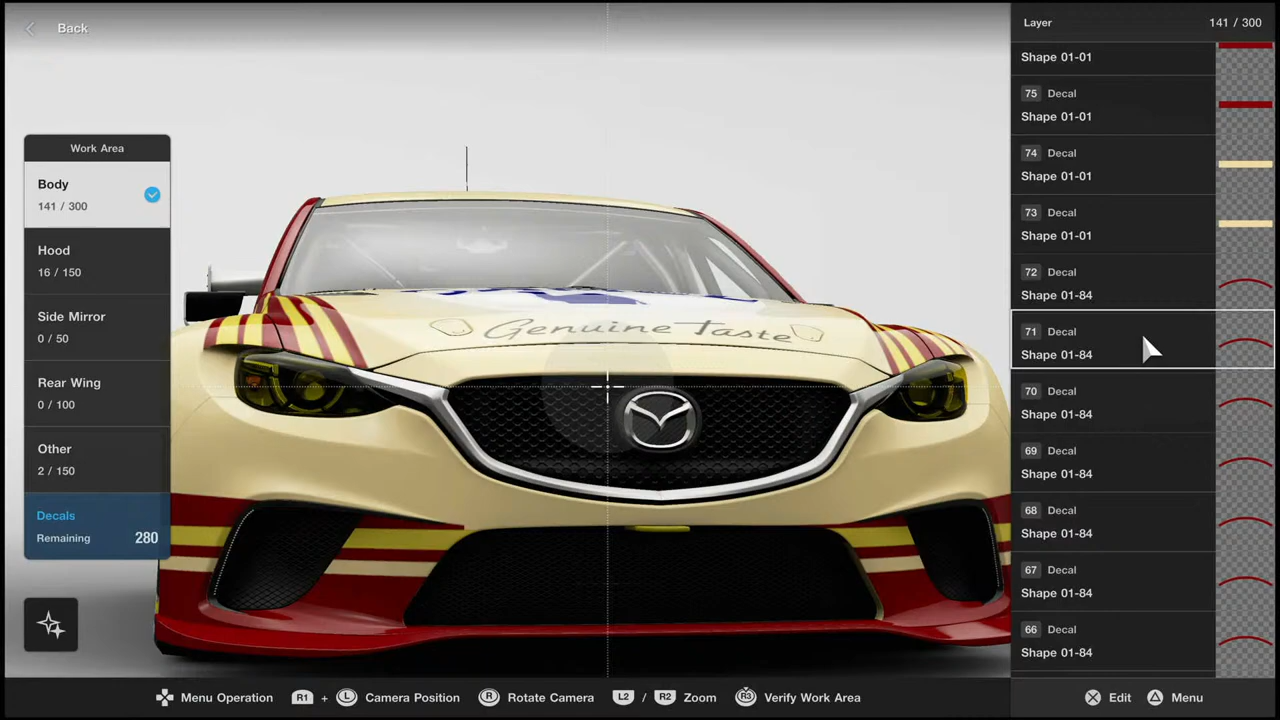 Back
Layer 141 / 300
Shape 01-01
75 Decal
Shape 01-01
74 Decal
Shape 01-01
73 Decal
Shape 01-01
72 Decal
Shape 01-84
71 Decal
Shape 01-84
70 Decal
Shape 01-84
69 Decal
Shape 01-84
68 Decal
Shape 01-84
67 Decal
Shape 01-84
66 Decal
Shape 01-84
Work Area
Body
141 / 300
Hood
16 / 150
Side Mirror
0 / 50
Rear Wing
0 / 100
Other
2 / 150
Decals
Remaining 280
Genuine Taste
Menu Operation R1 + L Camera Position R Rotate Camera L2 / R2 Zoom R3 Verify Work Area Edit Menu